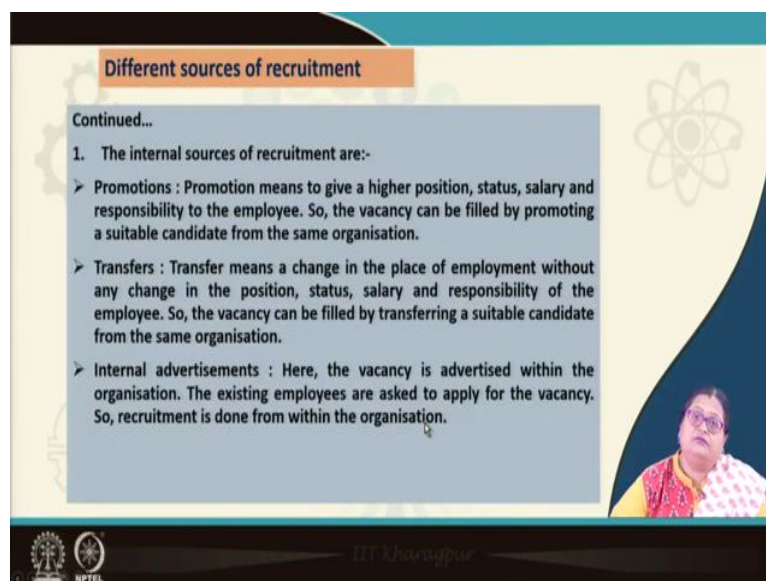 Different sources of recruitment
Continued...
1. The internal sources of recruitment are:-
➢ Promotions : Promotion means to give a higher position, status, salary and
responsibility to the employee. So, the vacancy can be filled by promoting
a suitable candidate from the same organisation.
➢ Transfers : Transfer means a change in the place of employment without
any change in the position, status, salary and responsibility of the
employee. So, the vacancy can be filled by transferring a suitable candidate
from the same organisation.
➢ Internal advertisements : Here, the vacancy is advertised within the
organisation. The existing employees are asked to apply for the vacancy.
So, recruitment is done from within the organisation.
IIT Kharagpur
NPTEL